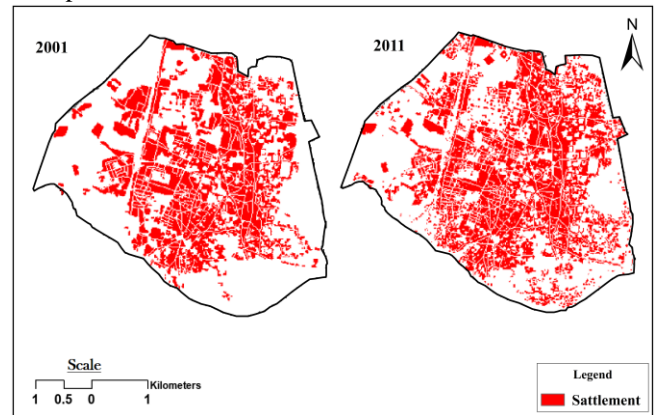 2001
2011
N
Scale
Kilometers
1 0.5 0 1
Legend
Sattlement